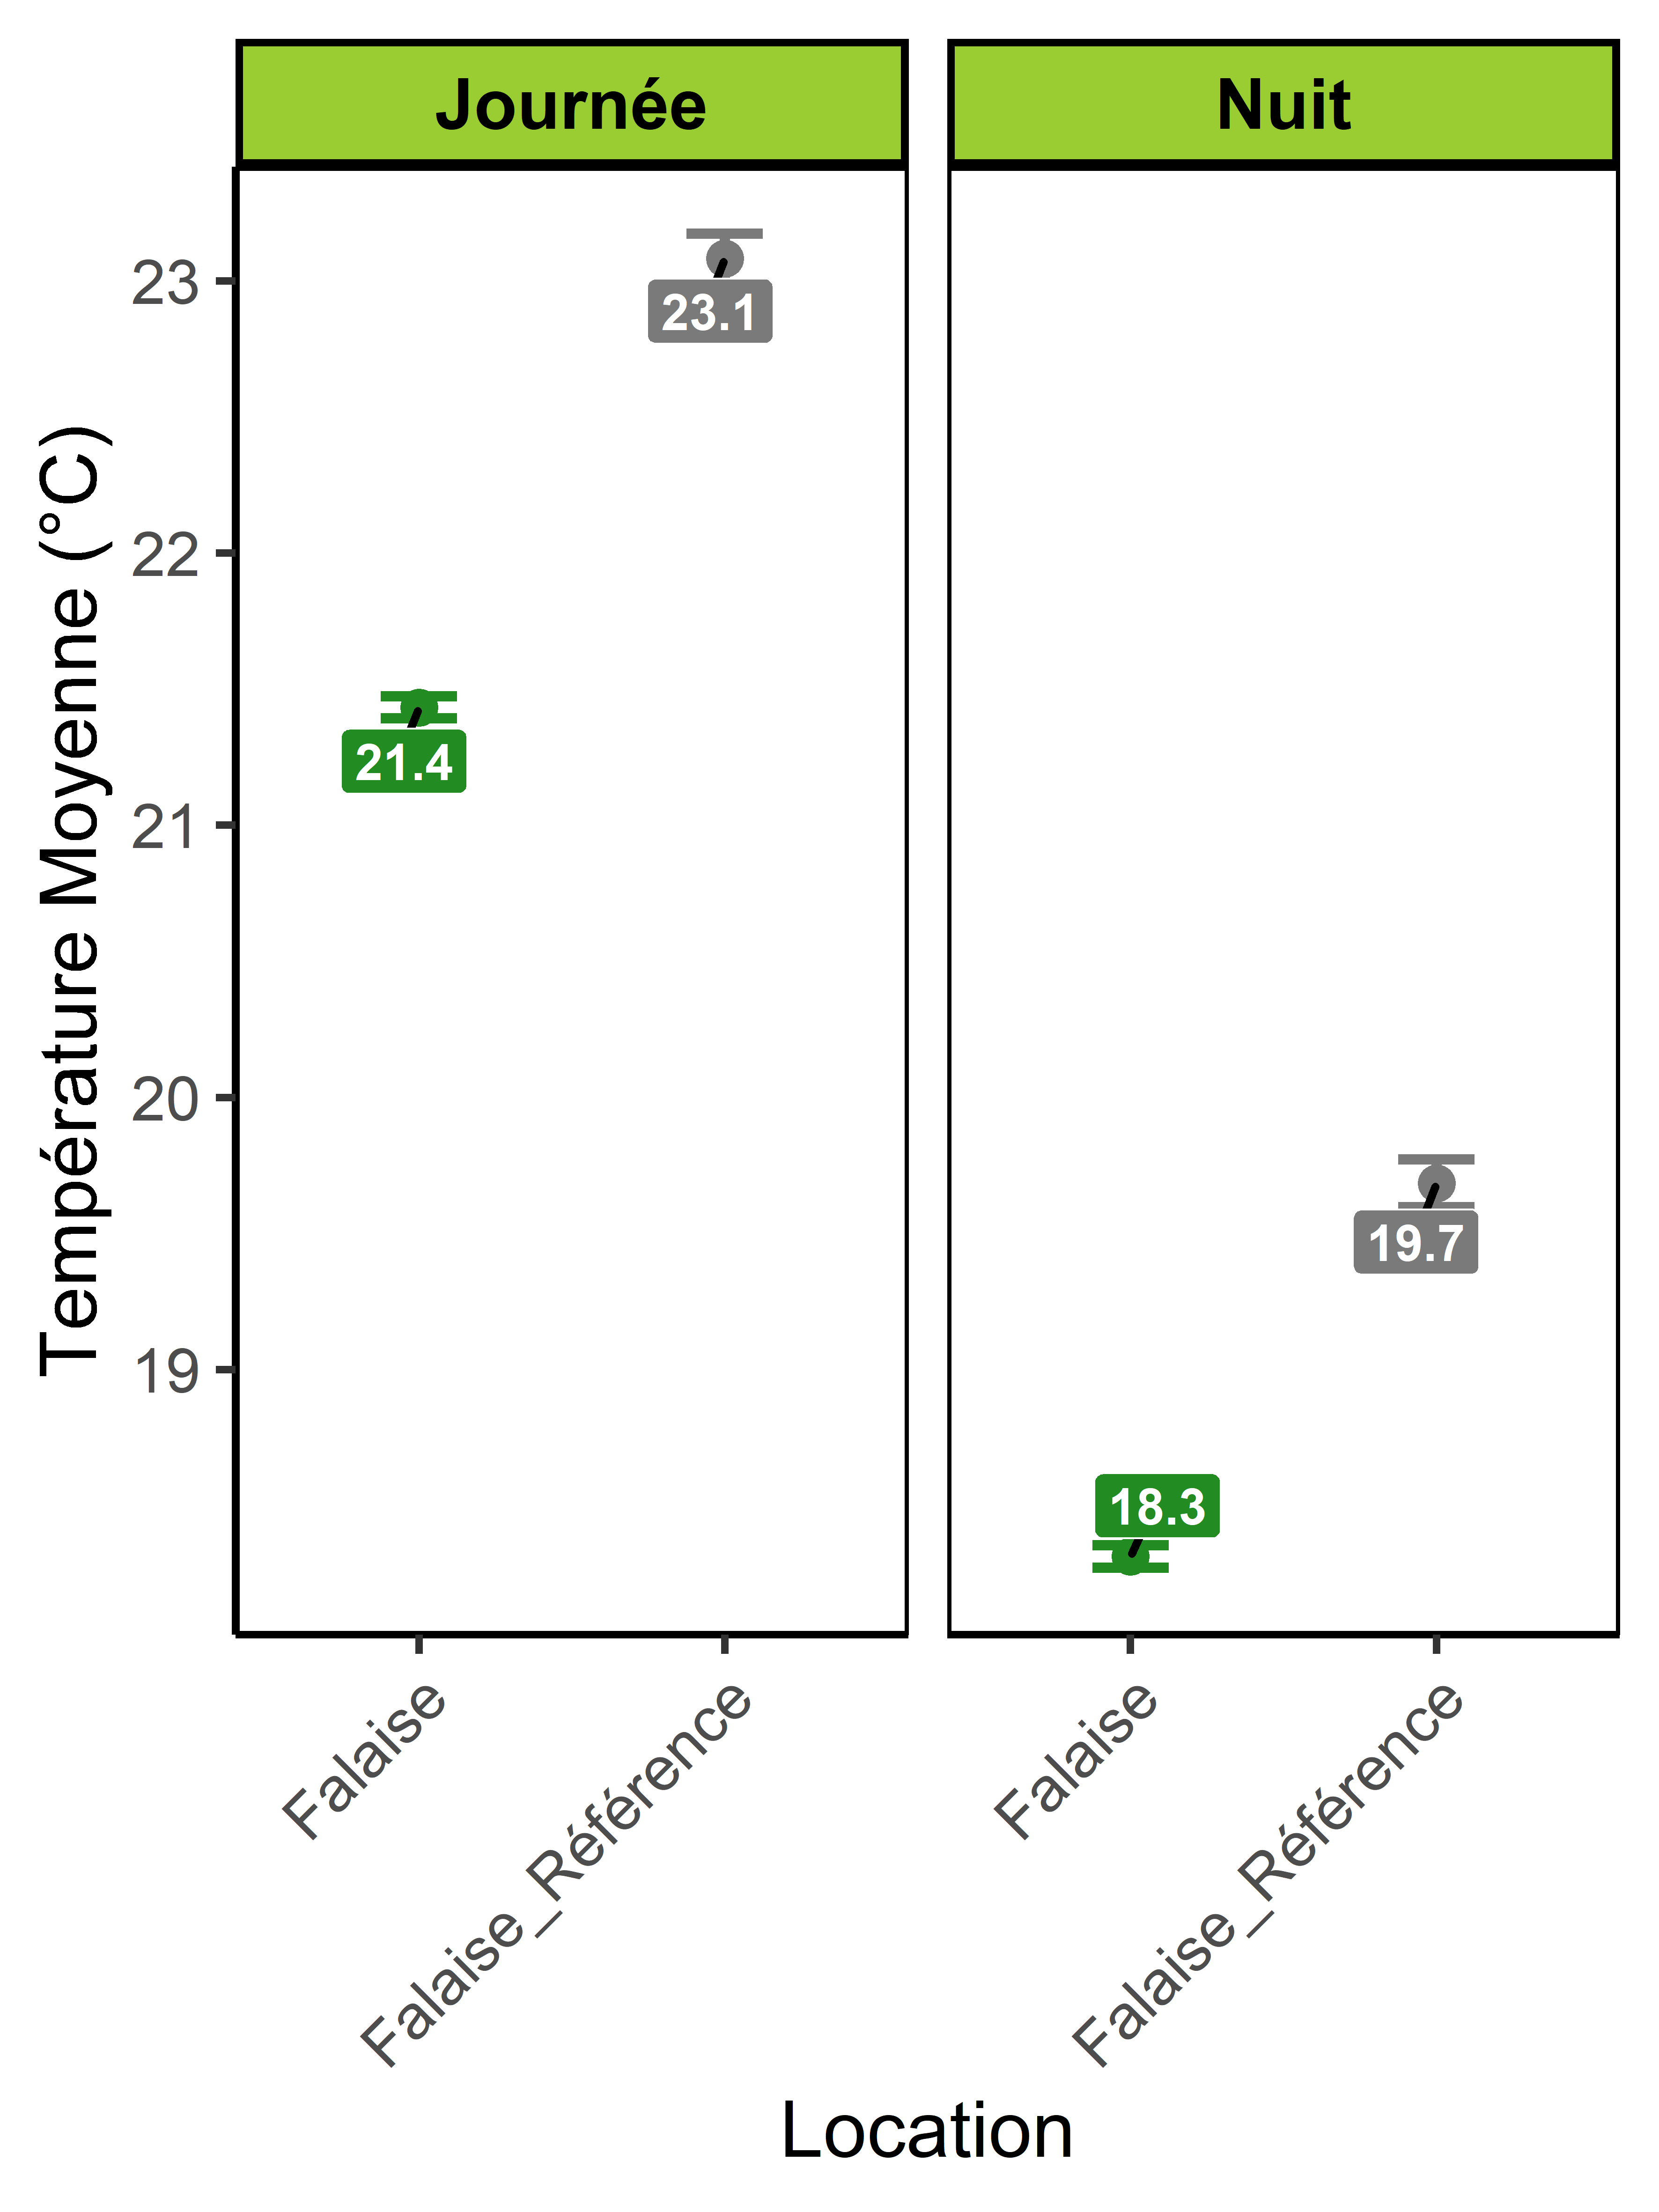 Journée
Nuit
Température Moyenne (°C)
23
22
21
20
19
23.1
21.4
19.7
18.3
Falaise
Falaise_Référence
Falaise
Falaise_Référence
Location